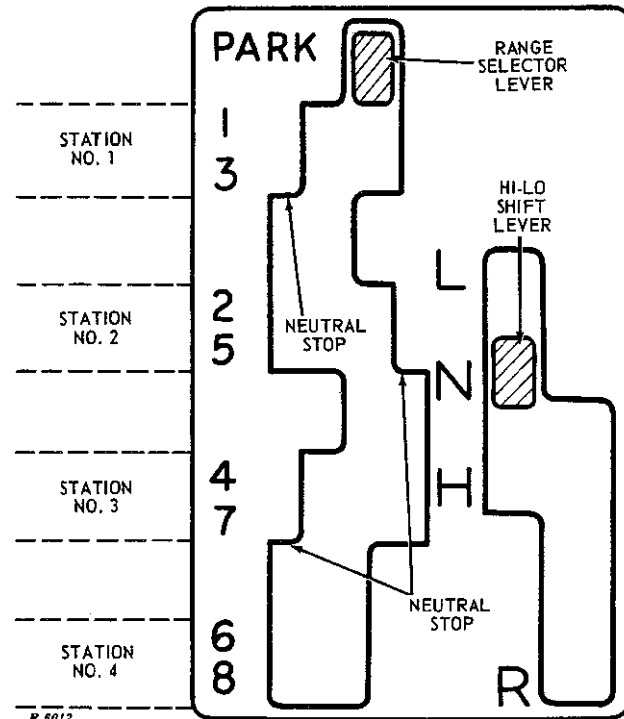 PARK
RANGE
SELECTOR
LEVER
STATION
NO. 1
1
3
HI-LO
SHIFT
LEVER
L
STATION
NO. 2
2
5
NEUTRAL
STOP
N
STATION
NO. 3
4
7
H
NEUTRAL
STOP
STATION
NO. 4
6
8
R
R 6012